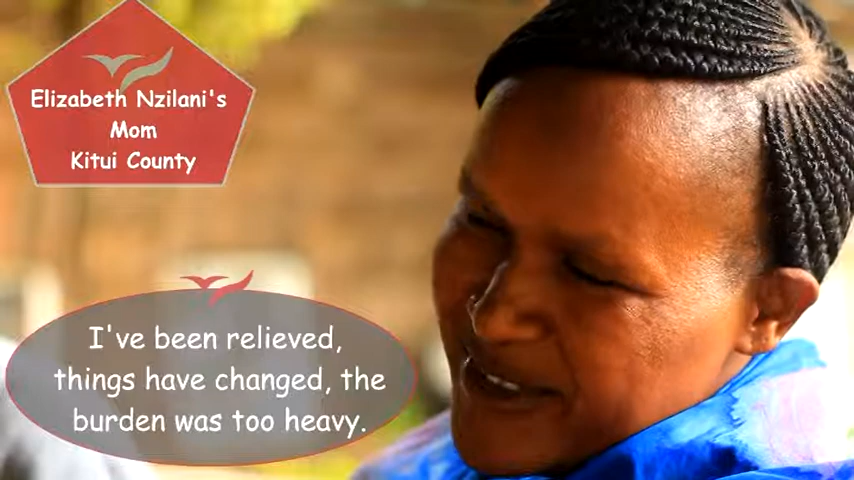 Elizabeth Nzilani's
Mom
Kitui County
I've been relieved,
things have changed, the
burden was too heavy.